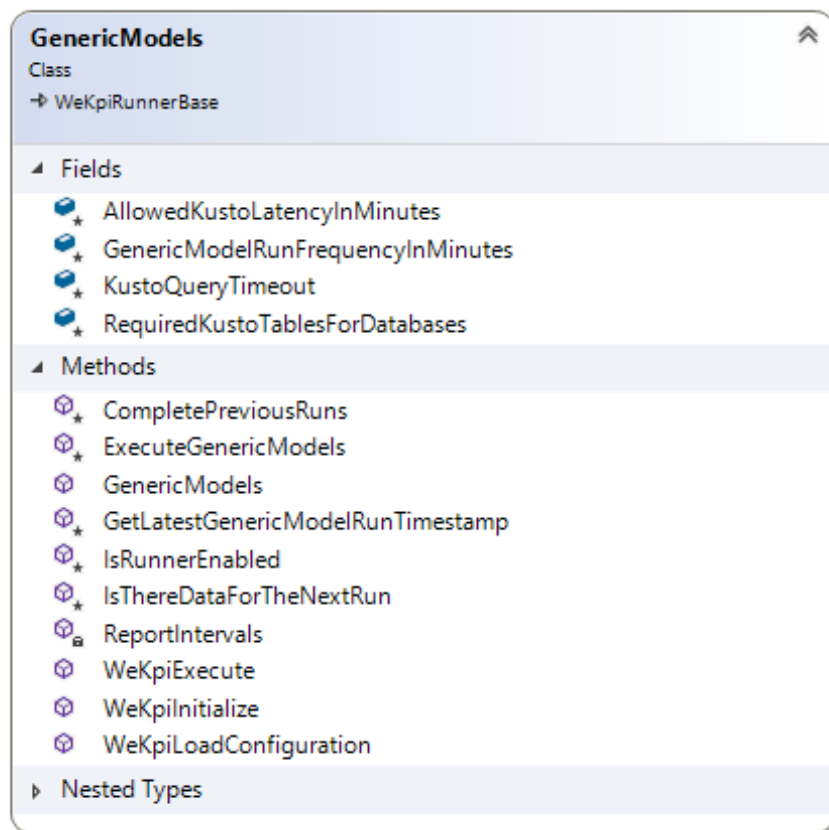 GenericModels
Class
WeKpiRunnerBase
Fields
AllowedKustoLatencyInMinutes
GenericModelRunFrequencyInMinutes
KustoQueryTimeout
RequiredKustoTablesForDatabases
Methods
CompletePreviousRuns
ExecuteGenericModels
GenericModels
GetLatestGenericModelRunTimestamp
IsRunnerEnabled
IsThereDataForTheNextRun
ReportIntervals
WeKpiExecute
WeKpiInitialize
WeKpiLoadConfiguration
Nested Types